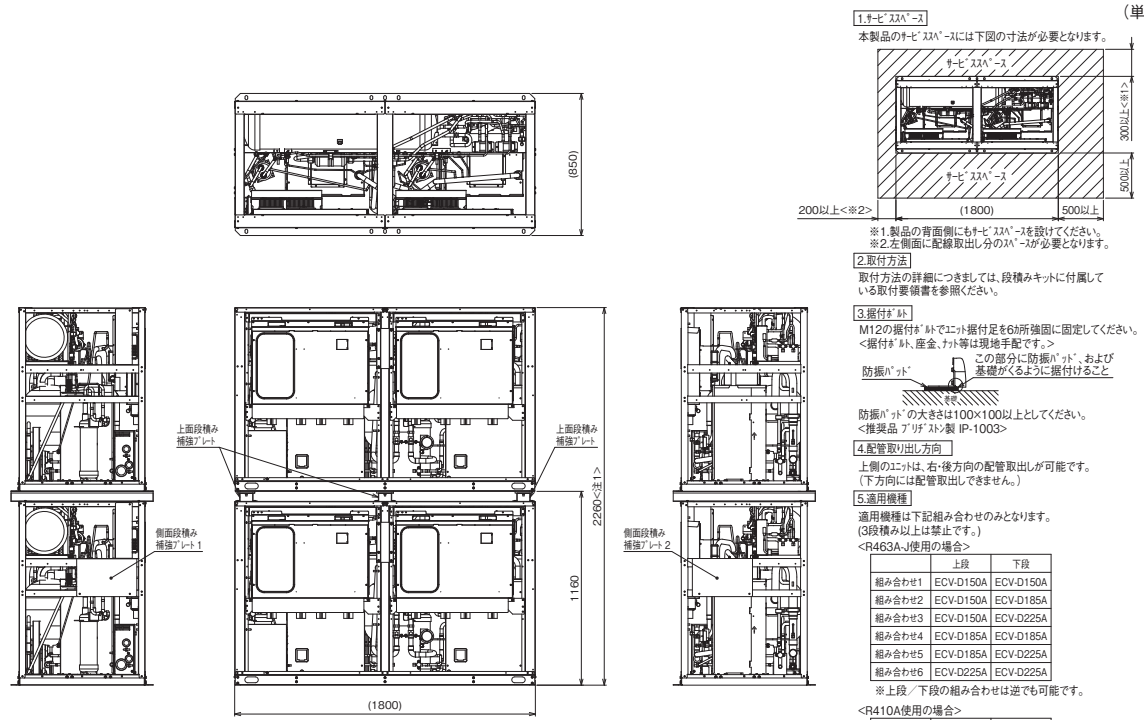 (単
1.サービススペース
本製品のサービススペースには下図の寸法が必要となります。
サービススペース
300以上<※1>
サービススペース
500以上
200以上<※2>
(1800)
500以上
※1.製品の背面側にもサービススペースを設けてください。
※2.左側面に配線取出し分のスペースが必要となります。
2.取付方法
取付方法の詳細につきましては、段積みキットに付属して
いる取付要領書を参照ください。
3.据付ボルト
M12の据付ボルトでユニット据付足を6カ所強固に固定してください。
<据付ボルト、座金、ナット等は現地手配です。>
この部分に防振パッド、および
基礎がくるように据付けること
防振パッド
基礎
防振パッドの大きさは100×100以上としてください。
<推奨品 ブリヂストン製 IP-1003>
4.配管取り出し方向
上側のユニットは、右・後方向の配管取出しが可能です。
(下方向には配管取出しできません。)
5.適用機種
適用機種は下記組み合わせのみとなります。
(3段積み以上は禁止です。)
<R463A-J使用の場合>
上段 下段
組み合わせ1 ECV-D150A ECV-D150A
組み合わせ2 ECV-D150A ECV-D185A
組み合わせ3 ECV-D150A ECV-D225A
組み合わせ4 ECV-D185A ECV-D185A
組み合わせ5 ECV-D185A ECV-D225A
組み合わせ6 ECV-D225A ECV-D225A
※上段/下段の組み合わせは逆でも可能です。
<R410A使用の場合>
(850)
上面段積み
補強プレート
上面段積み
補強プレート
側面段積み
補強プレート1
側面段積み
補強プレート2
2260<注1>
1160
(1800)